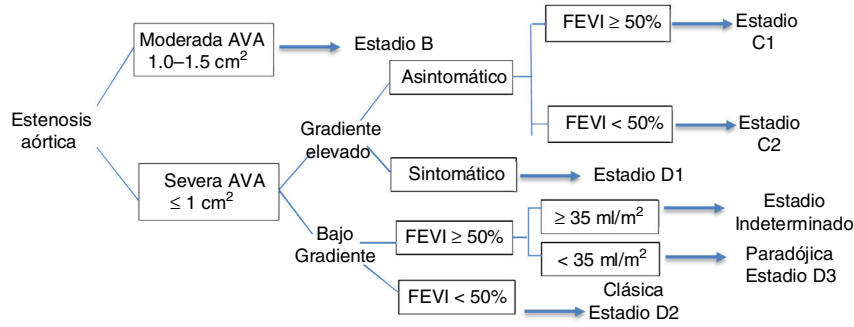 Estenosis
aórtica
Moderada AVA
1.0–1.5 cm²
Estadio B
Severa AVA
≤ 1 cm²
Gradiente
elevado
Asintomático
FEVI ≥ 50%
Estadio
C1
FEVI < 50%
Estadio
C2
Sintomático
Estadio D1
Bajo
Gradiente
FEVI ≥ 50%
≥ 35 ml/m²
Estadio
Indeterminado
< 35 ml/m²
Paradójica
Estadio D3
FEVI < 50%
Clásica
Estadio D2